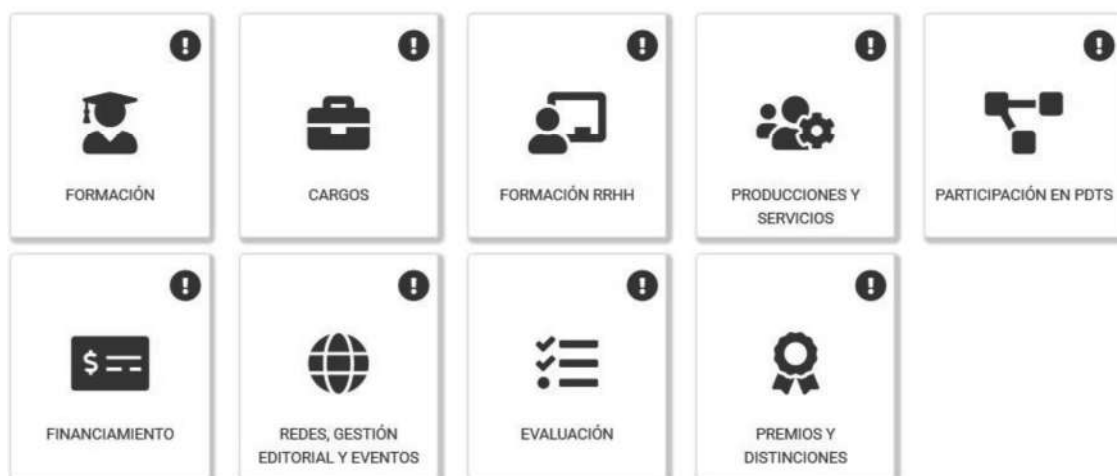 FORMACIÓN
CARGOS
FORMACIÓN RRHH
PRODUCCIONES Y
SERVICIOS
PARTICIPACIÓN EN PDTS
FINANCIAMIENTO
REDES, GESTIÓN
EDITORIAL Y EVENTOS
EVALUACIÓN
PREMIOS Y
DISTINCIONES